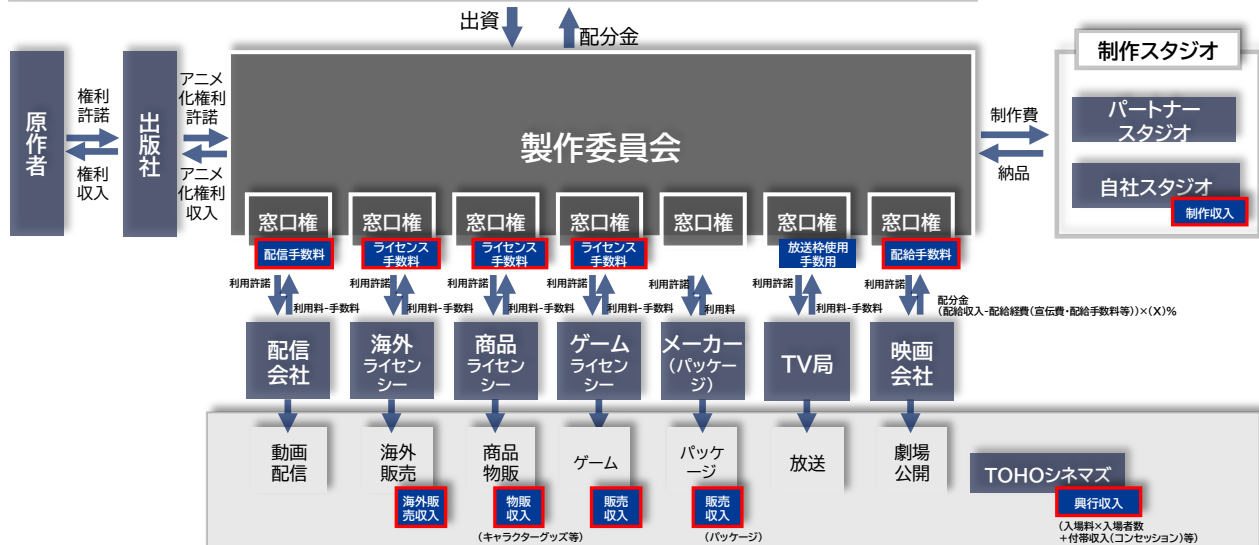 出資
配分金
原作者
権利
許諾
権利
収入
出版社
アニメ
化権利
許諾
アニメ
化権利
収入
製作委員会
制作費
納品
制作スタジオ
パートナー
スタジオ
自社スタジオ
制作収入
窓口権
配信手数料
窓口権
ライセンス
手数料
窓口権
ライセンス
手数料
窓口権
ライセンス
手数料
窓口権
窓口権
放送枠使用
手数用
窓口権
配給手数料
利用許諾
利用料-手数料
利用許諾
利用料-手数料
利用許諾
利用料-手数料
利用許諾
利用料-手数料
利用許諾
利用料
利用許諾
利用料-手数料
利用許諾
配分金
(配給収入-配給経費(宣伝費・配給手数料等))×(X)%
配信
会社
海外
ライセン
シー
商品
ライセン
シー
ゲーム
ライセン
シー
メーカー
(パッケー
ジ)
TV局
映画
会社
動画
配信
海外
販売
海外販
売収入
商品
物販
物販
収入
(キャラクターグッズ等)
ゲーム
販売
収入
パッケ
ージ
販売
収入
(パッケージ)
放送
劇場
公開
TOHOシネマズ
興行収入
(入場料×入場者数
+付帯収入(コンセッション)等)